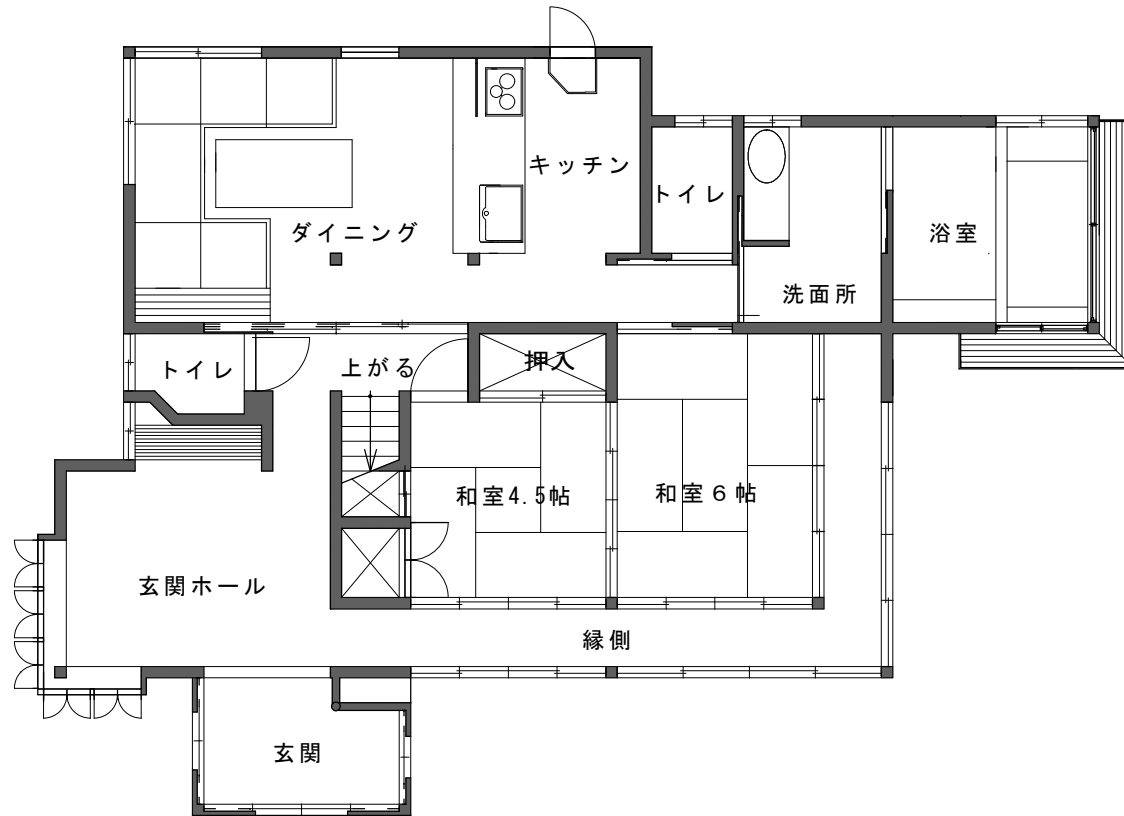 キッチン
トイレ
ダイニング
浴室
洗面所
トイレ
上がる
押入
和室4.5帖
和室６帖
玄関ホール
縁側
玄関